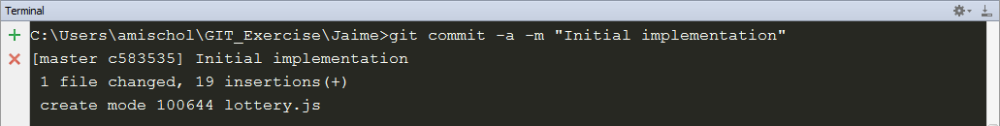 Terminal
C:\Users\amischol\GIT_Exercise\Jaime>git commit -a -m "Initial implementation"
[master c583535] Initial implementation
 1 file changed, 19 insertions(+)
 create mode 100644 lottery.js